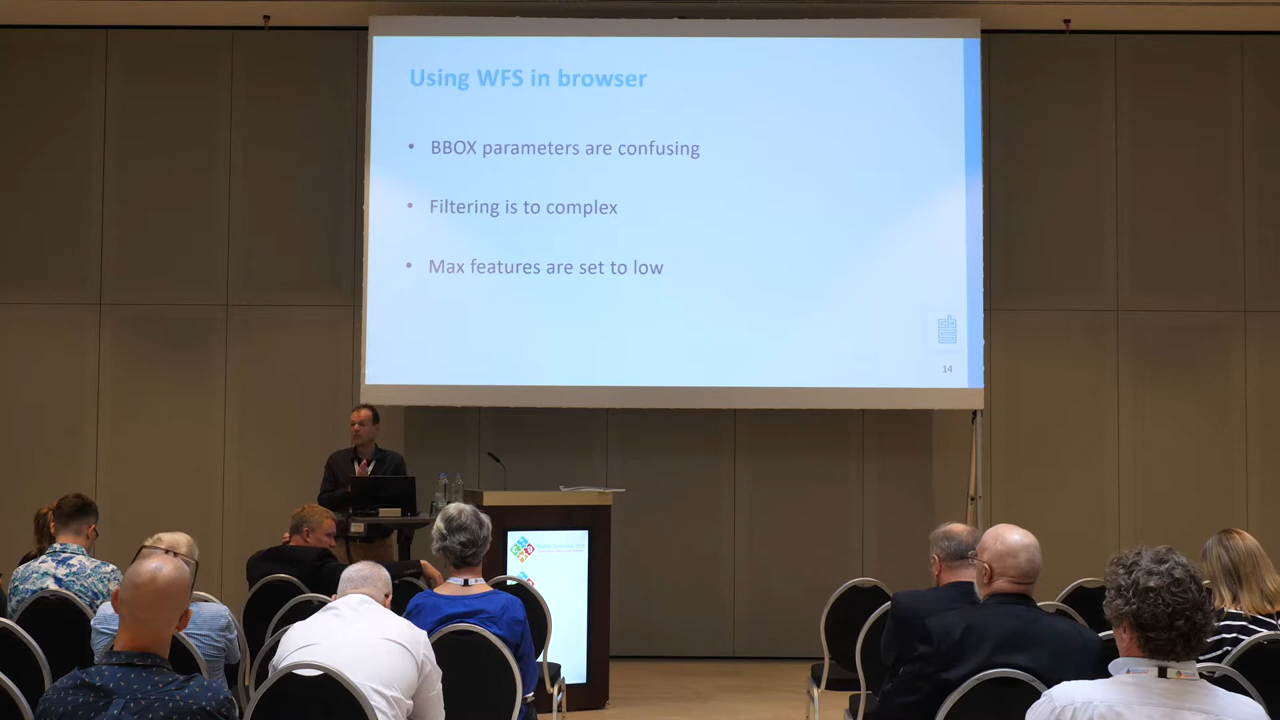 Using WFS in browser
• BBOX parameters are confusing
• Filtering is to complex
• Max features are set to low
cbs
14